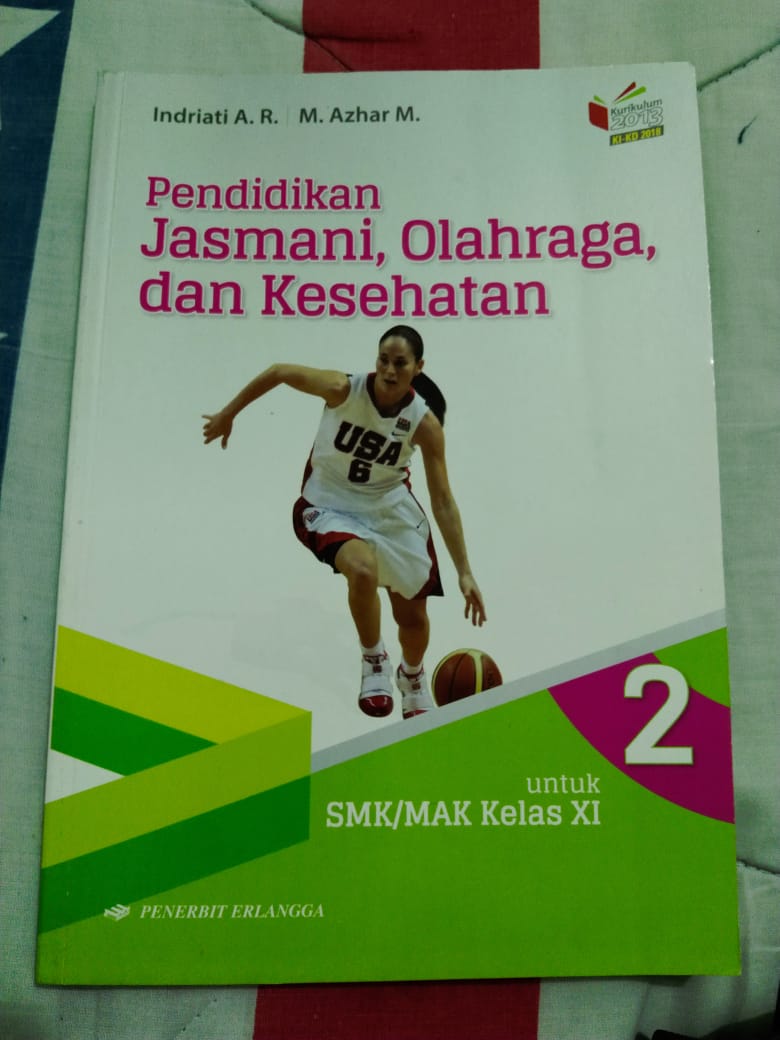 Indriati A. R. | M. Azhar M.
Kurikulum
2013
KI-KD 2018
Pendidikan
Jasmani, Olahraga,
dan Kesehatan
USA
6
2
untuk
SMK/MAK Kelas XI
PENERBIT ERLANGGA